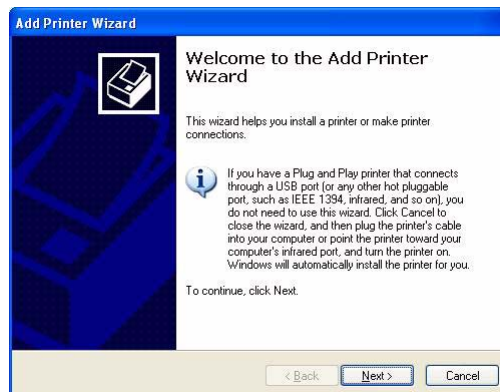 Add Printer Wizard
Welcome to the Add Printer
Wizard
This wizard helps you install a printer or make printer
connections.
If you have a Plug and Play printer that connects
through a USB port (or any other hot pluggable
port, such as IEEE 1394, infrared, and so on), you
do not need to use this wizard. Click Cancel to
close the wizard, and then plug the printer's cable
into your computer or point the printer toward your
computer's infrared port, and turn the printer on.
Windows will automatically install the printer for you.
To continue, click Next.
< Back Next > Cancel